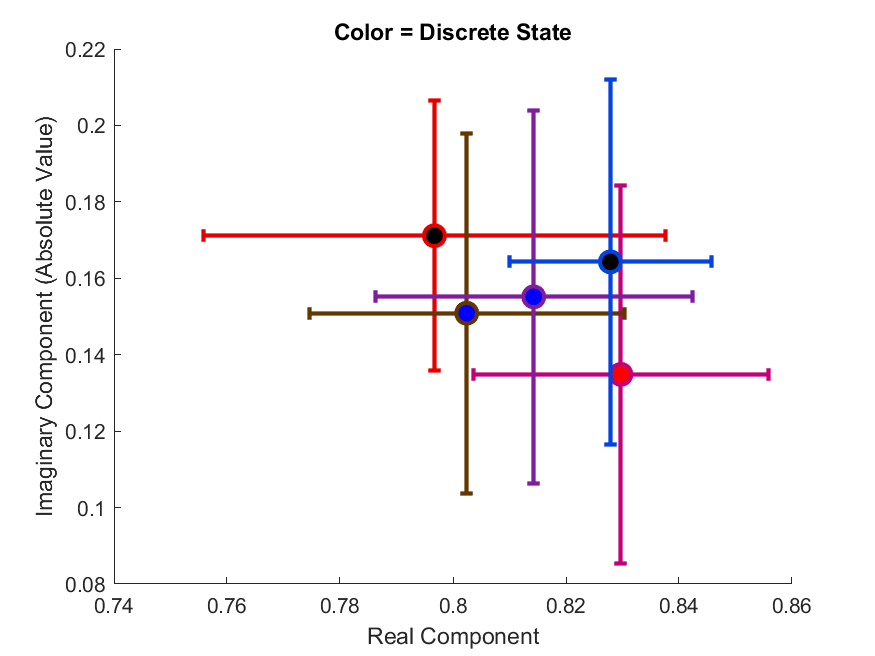 Color = Discrete State
0.22
0.2
0.18
0.16
0.14
0.12
0.1
0.08
Imaginary Component (Absolute Value)
0.74 0.76 0.78 0.8 0.82 0.84 0.86
Real Component